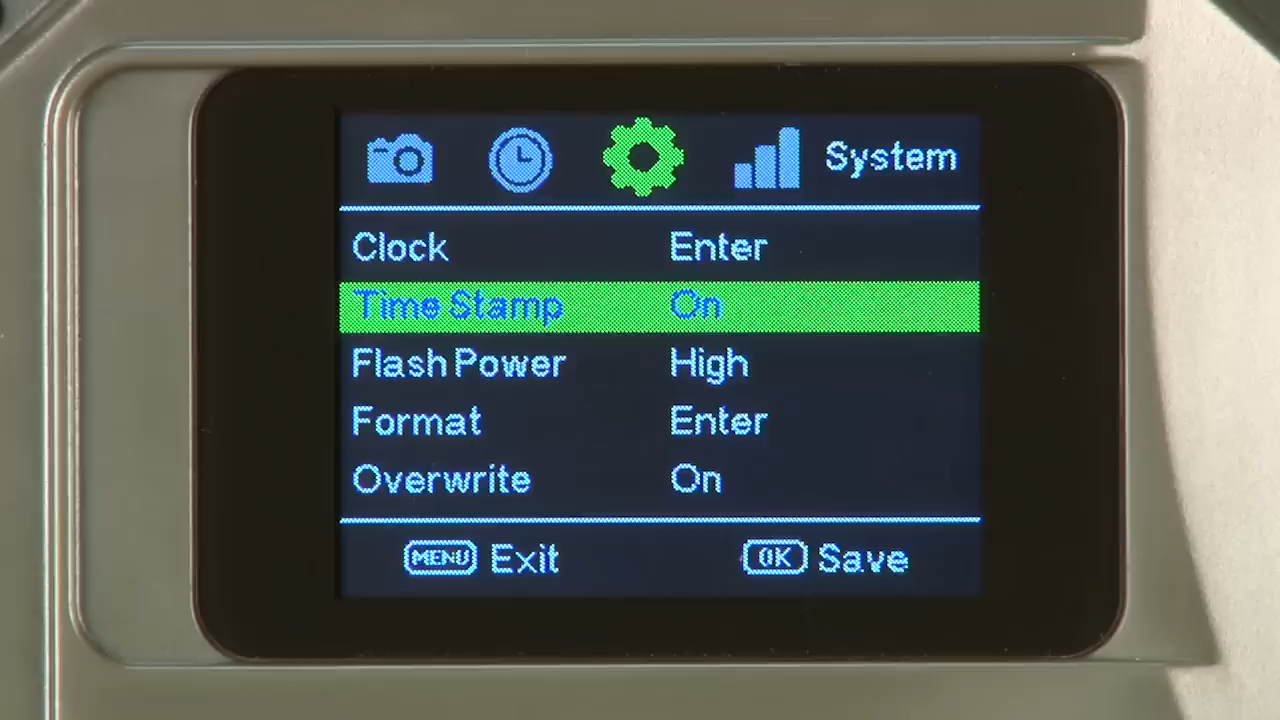 System
Clock Enter
Time Stamp On
Flash Power High
Format Enter
Overwrite On
MENU Exit OK Save